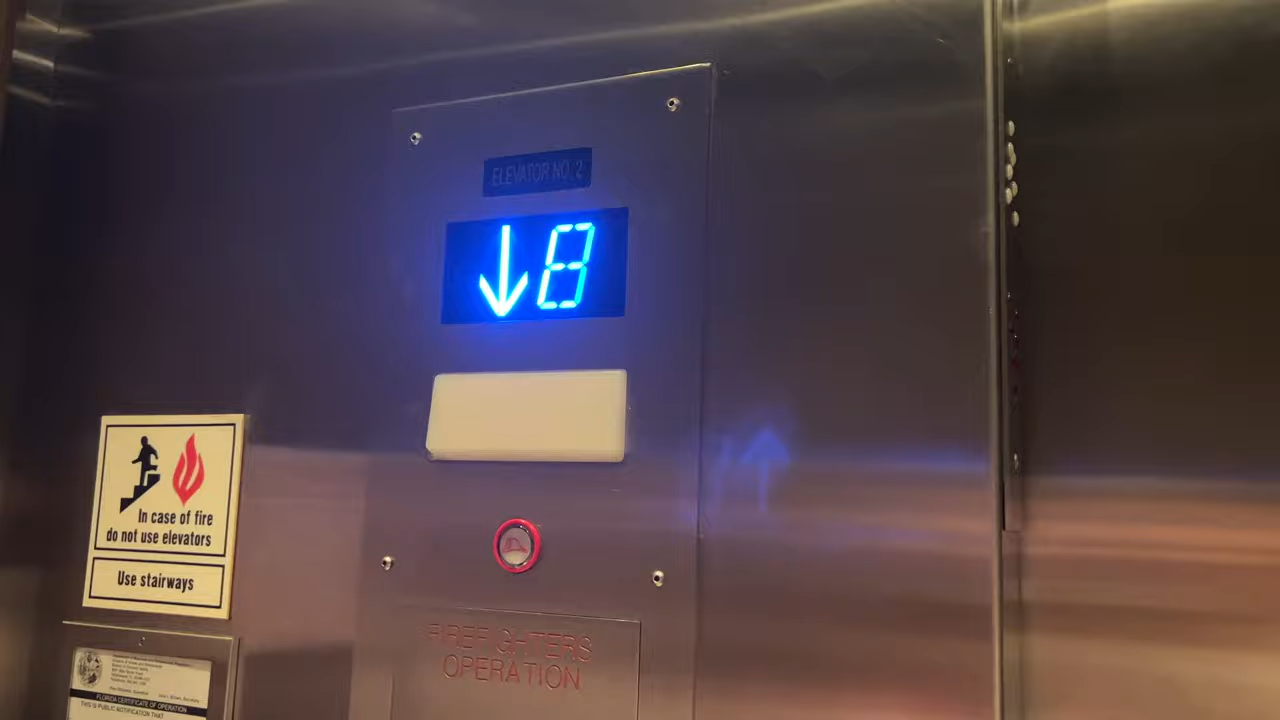 ELEVATOR NO. 2
8
In case of fire
do not use elevators
Use stairways
FIREFIGHTERS
OPERATION
FLORIDA CERTIFICATE OF OPERATION
THIS IS PUBLIC NOTIFICATION THAT